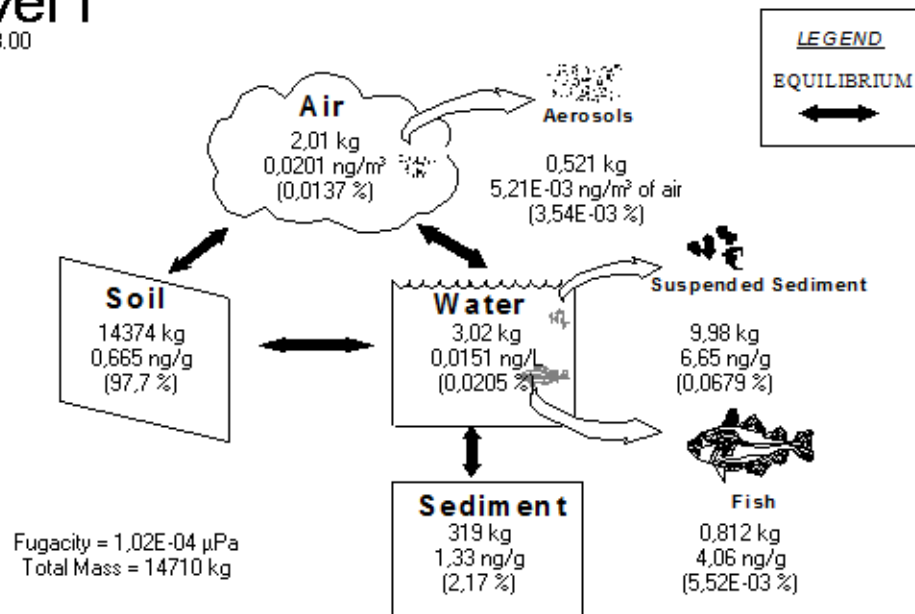 LEGEND
EQUILIBRIUM
Air
2,01 kg
0,0201 ng/m³
(0,0137 %)
Aerosols
0,521 kg
5,21E-03 ng/m³ of air
(3,54E-03 %)
Soil
14374 kg
0,665 ng/g
(97,7 %)
Water
3,02 kg
0,0151 ng/L
(0,0205 %)
Suspended Sediment
9,98 kg
6,65 ng/g
(0,0679 %)
Sediment
319 kg
1,33 ng/g
(2,17 %)
Fish
0,812 kg
4,06 ng/g
(5,52E-03 %)
Fugacity = 1,02E-04 µPa
Total Mass = 14710 kg